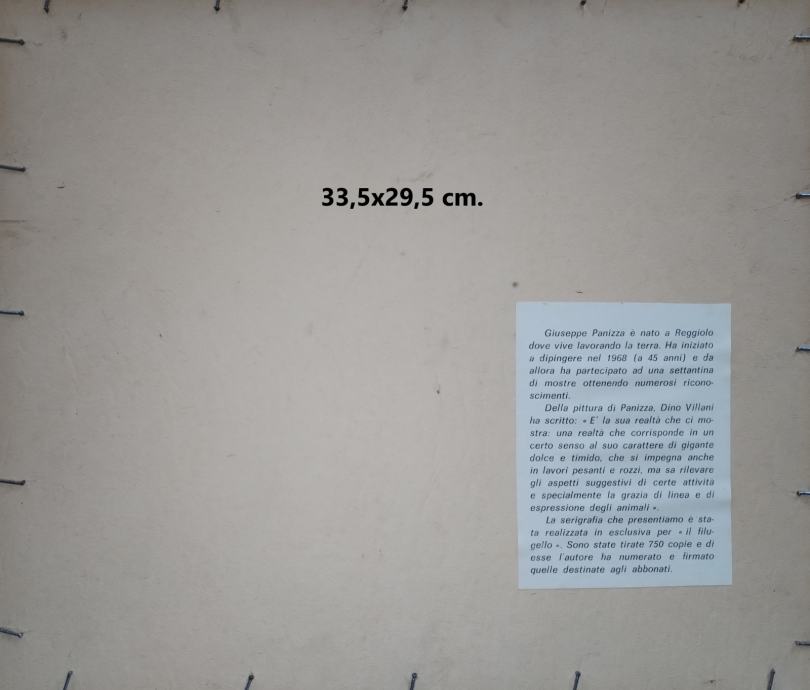 33,5x29,5 cm.
Giuseppe Panizza è nato a Reggiolo
dove vive lavorando la terra. Ha iniziato
a dipingere nel 1968 (a 45 anni) e da
allora ha partecipato ad una settantina
di mostre ottenendo numerosi ricono-
scimenti.
Della pittura di Panizza, Dino Villani
ha scritto: « E' la sua realtà che ci mo-
stra: una realtà che corrisponde in un
certo senso al suo carattere di gigante
dolce e timido, che si impegna anche
in lavori pesanti e rozzi, ma sa rilevare
gli aspetti suggestivi di certe attività
e specialmente la grazia di linea e di
espressione degli animali ».
La serigrafia che presentiamo è sta-
ta realizzata in esclusiva per « il filu-
gello ». Sono state tirate 750 copie e di
esse l'autore ha numerato e firmato
quelle destinate agli abbonati.